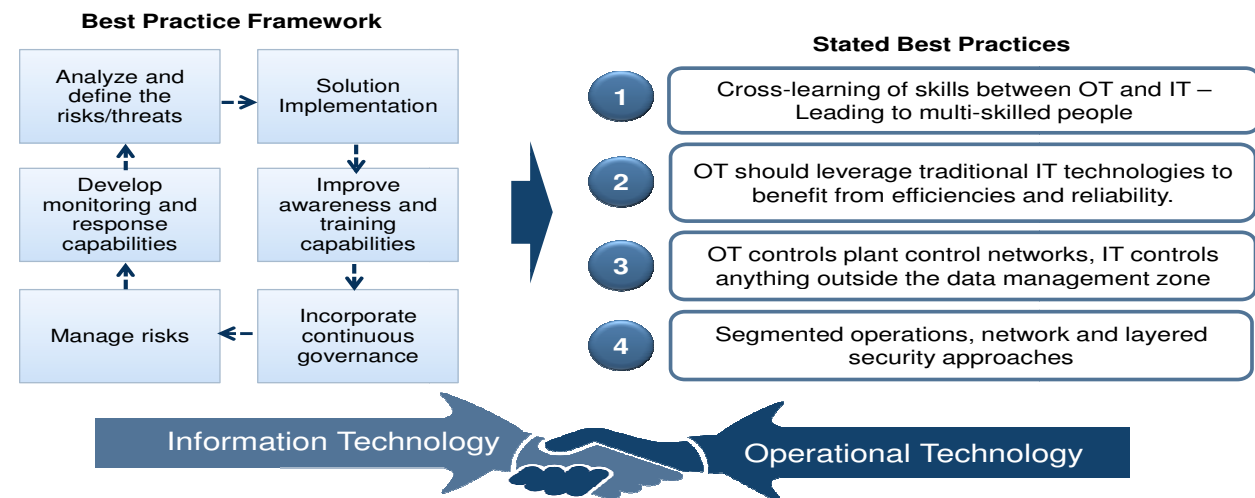 Best Practice Framework
Analyze and
define the
risks/threats
Solution
Implementation
Develop
monitoring and
response
capabilities
Improve
awareness and
training
capabilities
Manage risks
Incorporate
continuous
governance
Stated Best Practices
1
Cross-learning of skills between OT and IT –
Leading to multi-skilled people
2
OT should leverage traditional IT technologies to
benefit from efficiencies and reliability.
3
OT controls plant control networks, IT controls
anything outside the data management zone
4
Segmented operations, network and layered
security approaches
Information Technology
Operational Technology